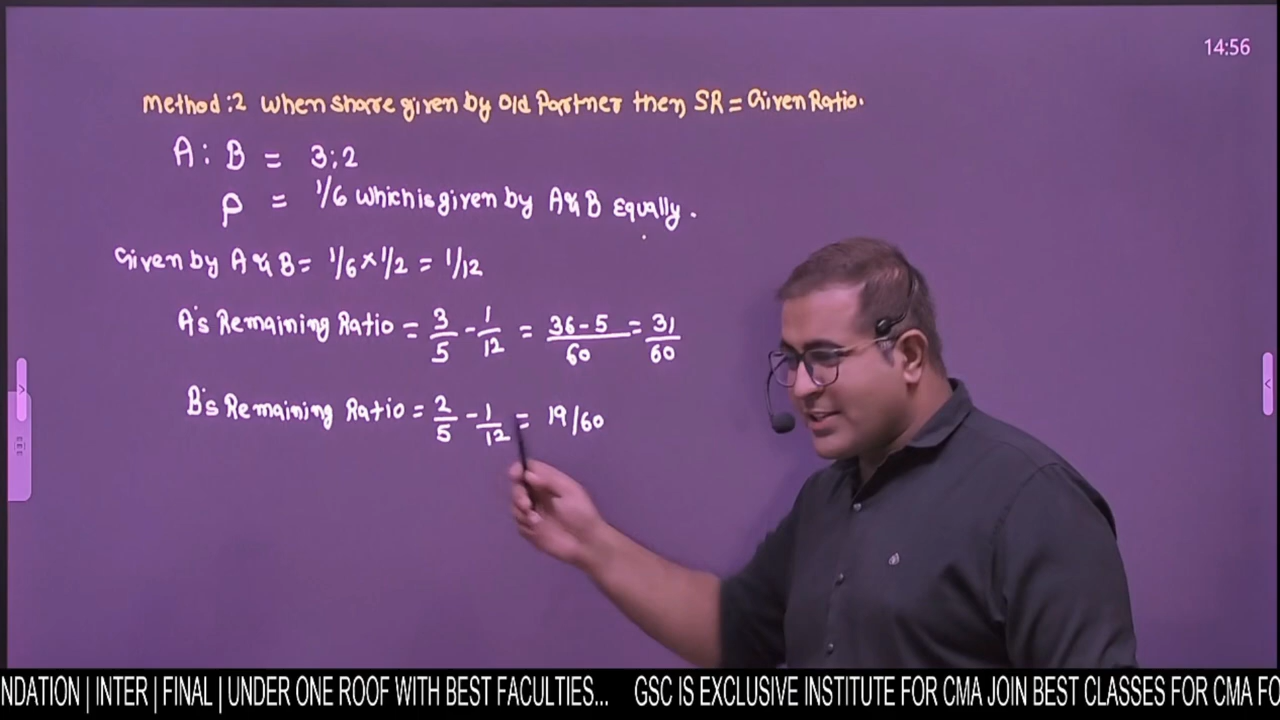 14:56
Method:2 When share given by Old Partner then SR = Given Ratio.
A : B = 3:2
P = 1/6 which is given by A & B Equally.
Given by A & B = 1/6 × 1/2 = 1/12
A's Remaining Ratio = 3/5 - 1/12 = 36-5/60 = 31/60
B's Remaining Ratio = 2/5 - 1/12 = 19/60
NDATION | INTER | FINAL | UNDER ONE ROOF WITH BEST FACULTIES... GSC IS EXCLUSIVE INSTITUTE FOR CMA JOIN BEST CLASSES FOR CMA FO